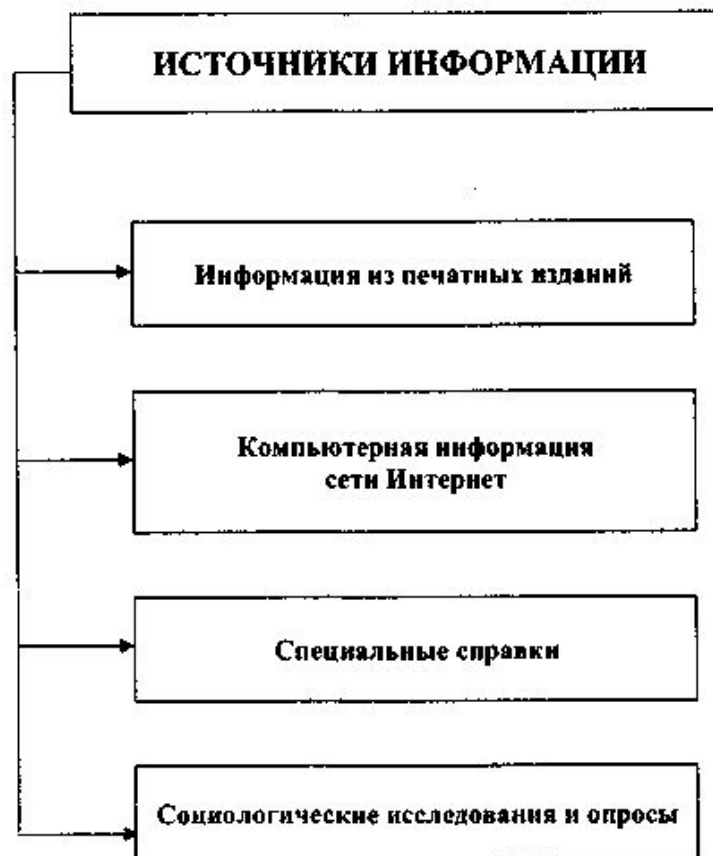 ИСТОЧНИКИ ИНФОРМАЦИИ
Информация из печатных изданий
Компьютерная информация
сети Интернет
Специальные справки
Социологические исследования и опросы